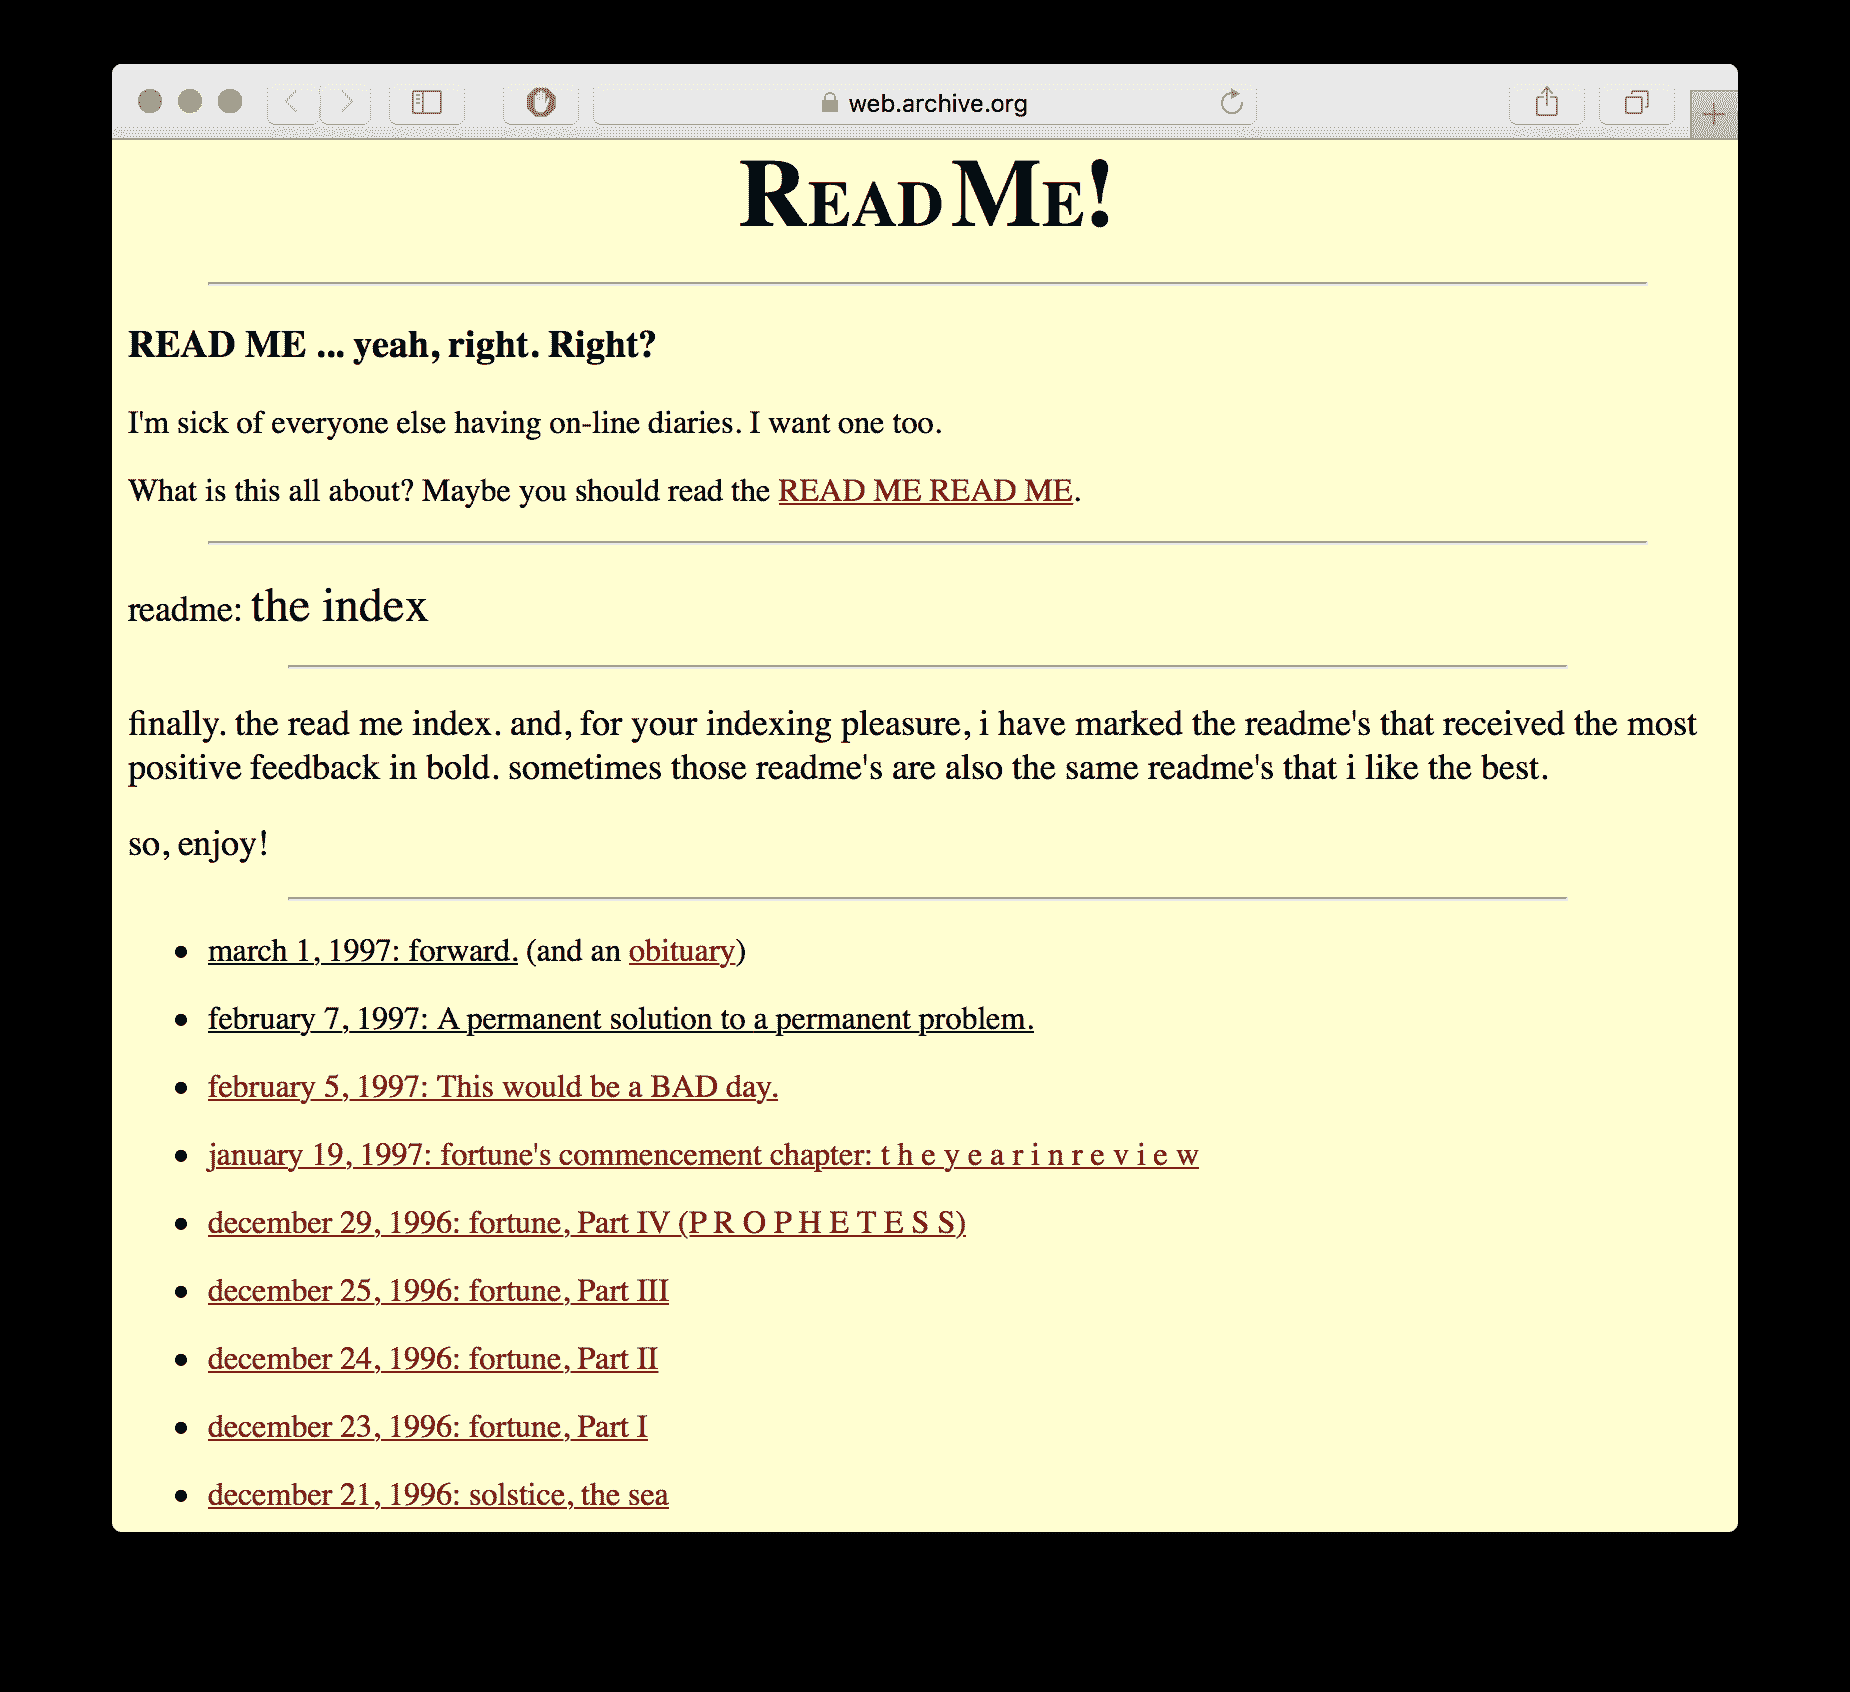 web.archive.org
READ ME!
READ ME ... yeah, right. Right?
I'm sick of everyone else having on-line diaries. I want one too.
What is this all about? Maybe you should read the READ ME READ ME.
readme: the index
finally. the read me index. and, for your indexing pleasure, i have marked the readme's that received the most
positive feedback in bold. sometimes those readme's are also the same readme's that i like the best.
so, enjoy!
• march 1, 1997: forward. (and an obituary)
• february 7, 1997: A permanent solution to a permanent problem.
• february 5, 1997: This would be a BAD day.
• january 19, 1997: fortune's commencement chapter: t h e y e a r i n r e v i e w
• december 29, 1996: fortune, Part IV (P R O P H E T E S S)
• december 25, 1996: fortune, Part III
• december 24, 1996: fortune, Part II
• december 23, 1996: fortune, Part I
• december 21, 1996: solstice, the sea